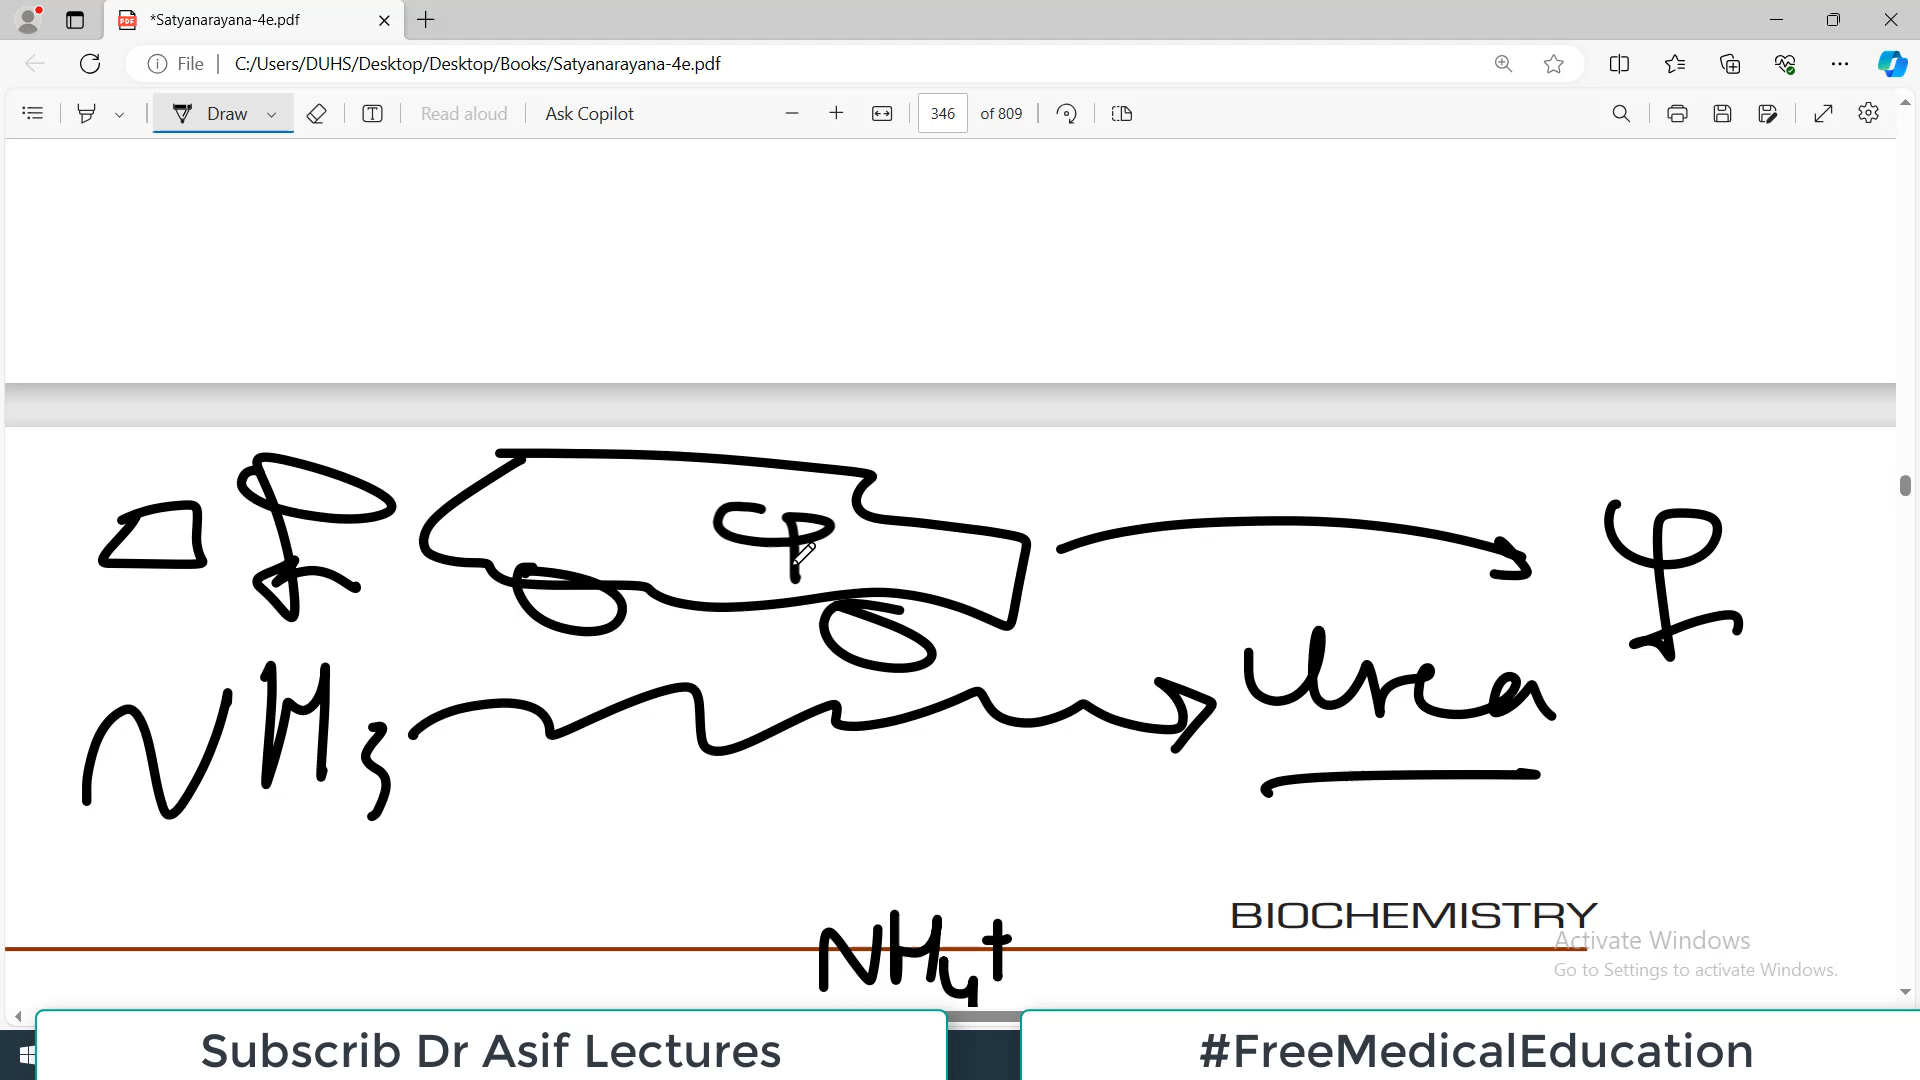 *Satyanarayana-4e.pdf
File C:/Users/DUHS/Desktop/Desktop/Books/Satyanarayana-4e.pdf
Draw Read aloud Ask Copilot 346 of 809
CP
NH3 Urea
BIOCHEMISTRY
NH4+
Activate Windows
Go to Settings to activate Windows.
Subscrib Dr Asif Lectures
#FreeMedicalEducation